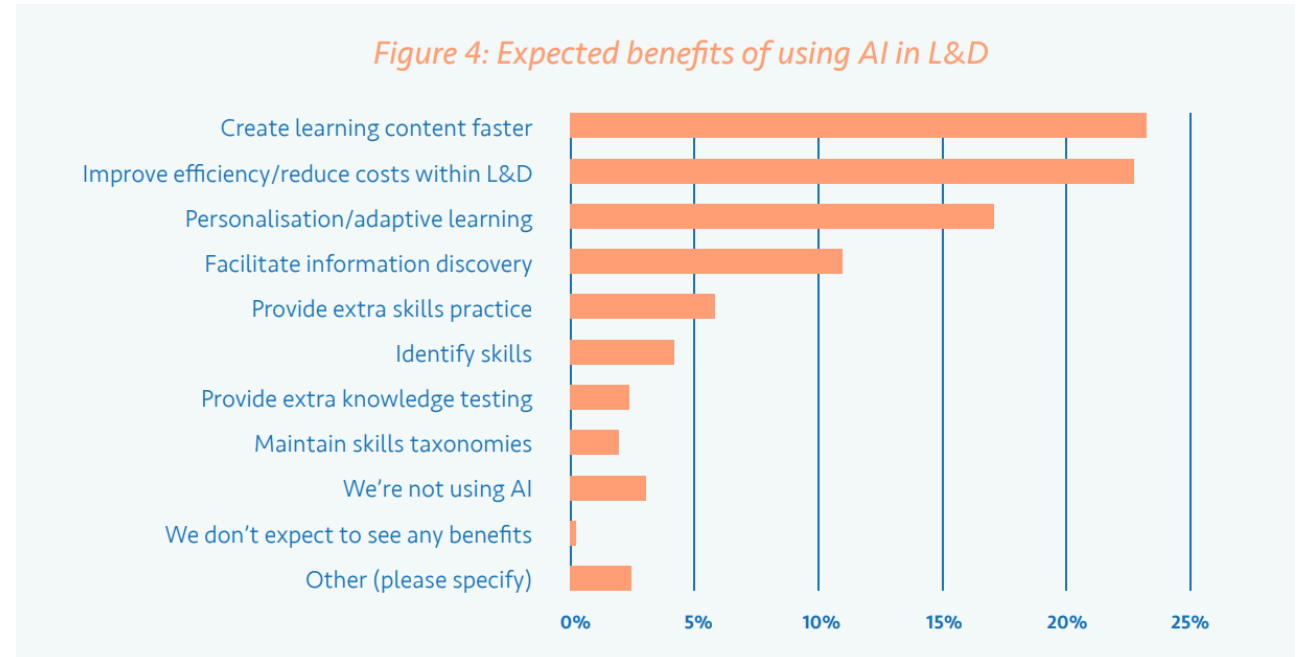 Figure 4: Expected benefits of using AI in L&D
Create learning content faster
Improve efficiency/reduce costs within L&D
Personalisation/adaptive learning
Facilitate information discovery
Provide extra skills practice
Identify skills
Provide extra knowledge testing
Maintain skills taxonomies
We’re not using AI
We don’t expect to see any benefits
Other (please specify)
0% 5% 10% 15% 20% 25%